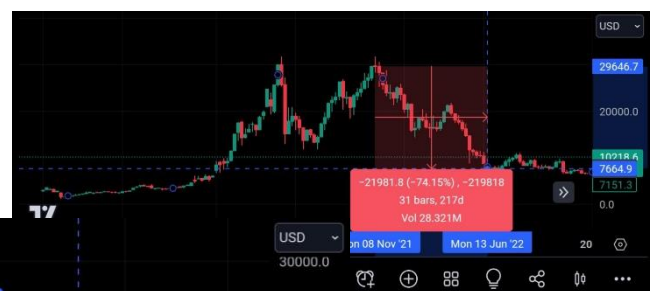 USD
29646.7
20000.0
10218.6
7664.9
7151.3
0.0
−21981.8 (−74.15%) , −219818
31 bars, 217d
Vol 28.321M
on 08 Nov '21
Mon 13 Jun '22
20
USD
30000.0